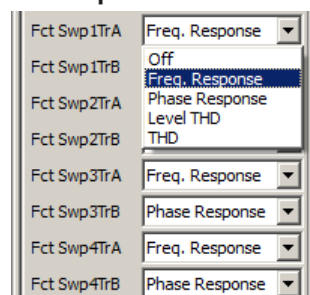 Fct Swp1TrA Freq. Response
Fct Swp1TrB Off
Freq. Response
Fct Swp2TrA Phase Response
Level THD
Fct Swp2TrB THD
Fct Swp3TrA Freq. Response
Fct Swp3TrB Phase Response
Fct Swp4TrA Freq. Response
Fct Swp4TrB Phase Response